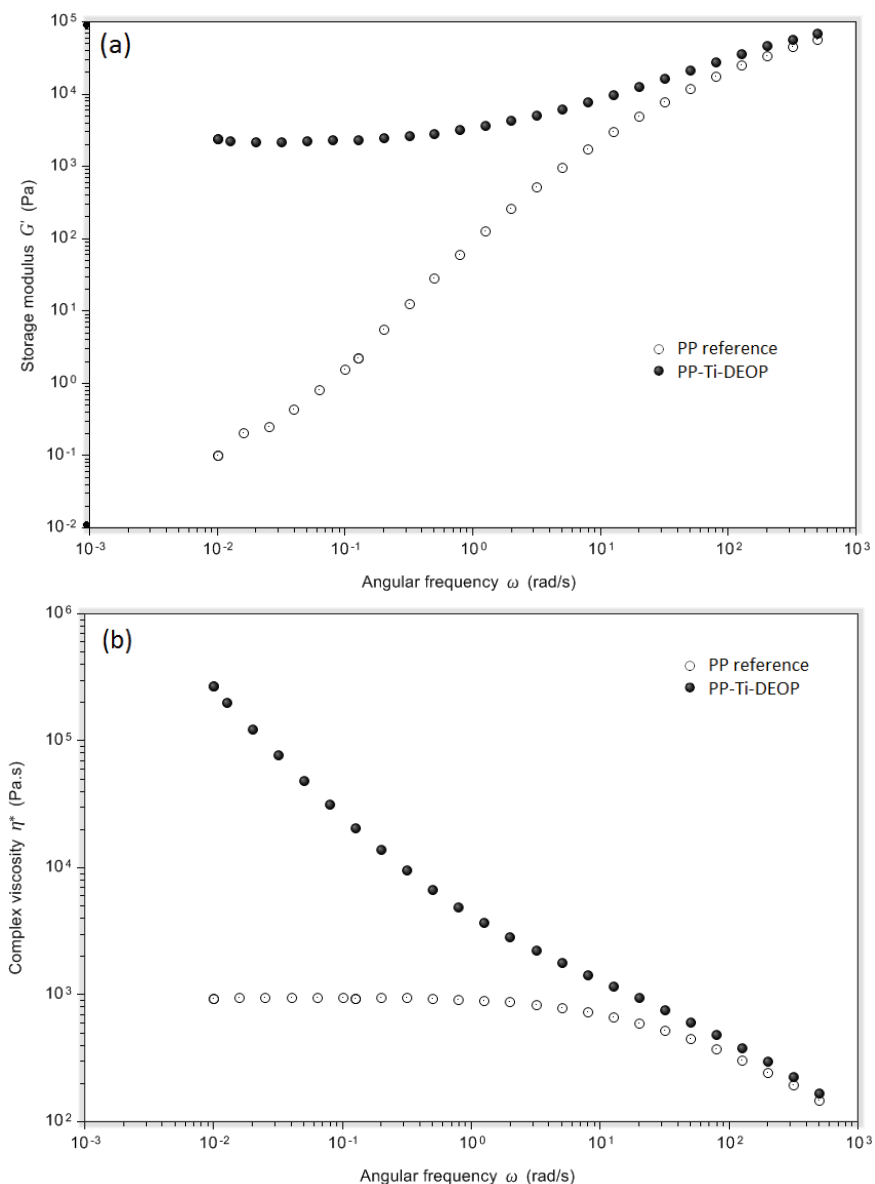 (a)
10^5
10^4
10^3
10^2
10^1
10^0
10^-1
10^-2
Storage modulus G' (Pa)
PP reference
PP-Ti-DEOP
10^-3 10^-2 10^-1 10^0 10^1 10^2 10^3
Angular frequency ω (rad/s)
(b)
10^6
10^5
10^4
10^3
10^2
Complex viscosity η* (Pa.s)
PP reference
PP-Ti-DEOP
10^-3 10^-2 10^-1 10^0 10^1 10^2 10^3
Angular frequency ω (rad/s)